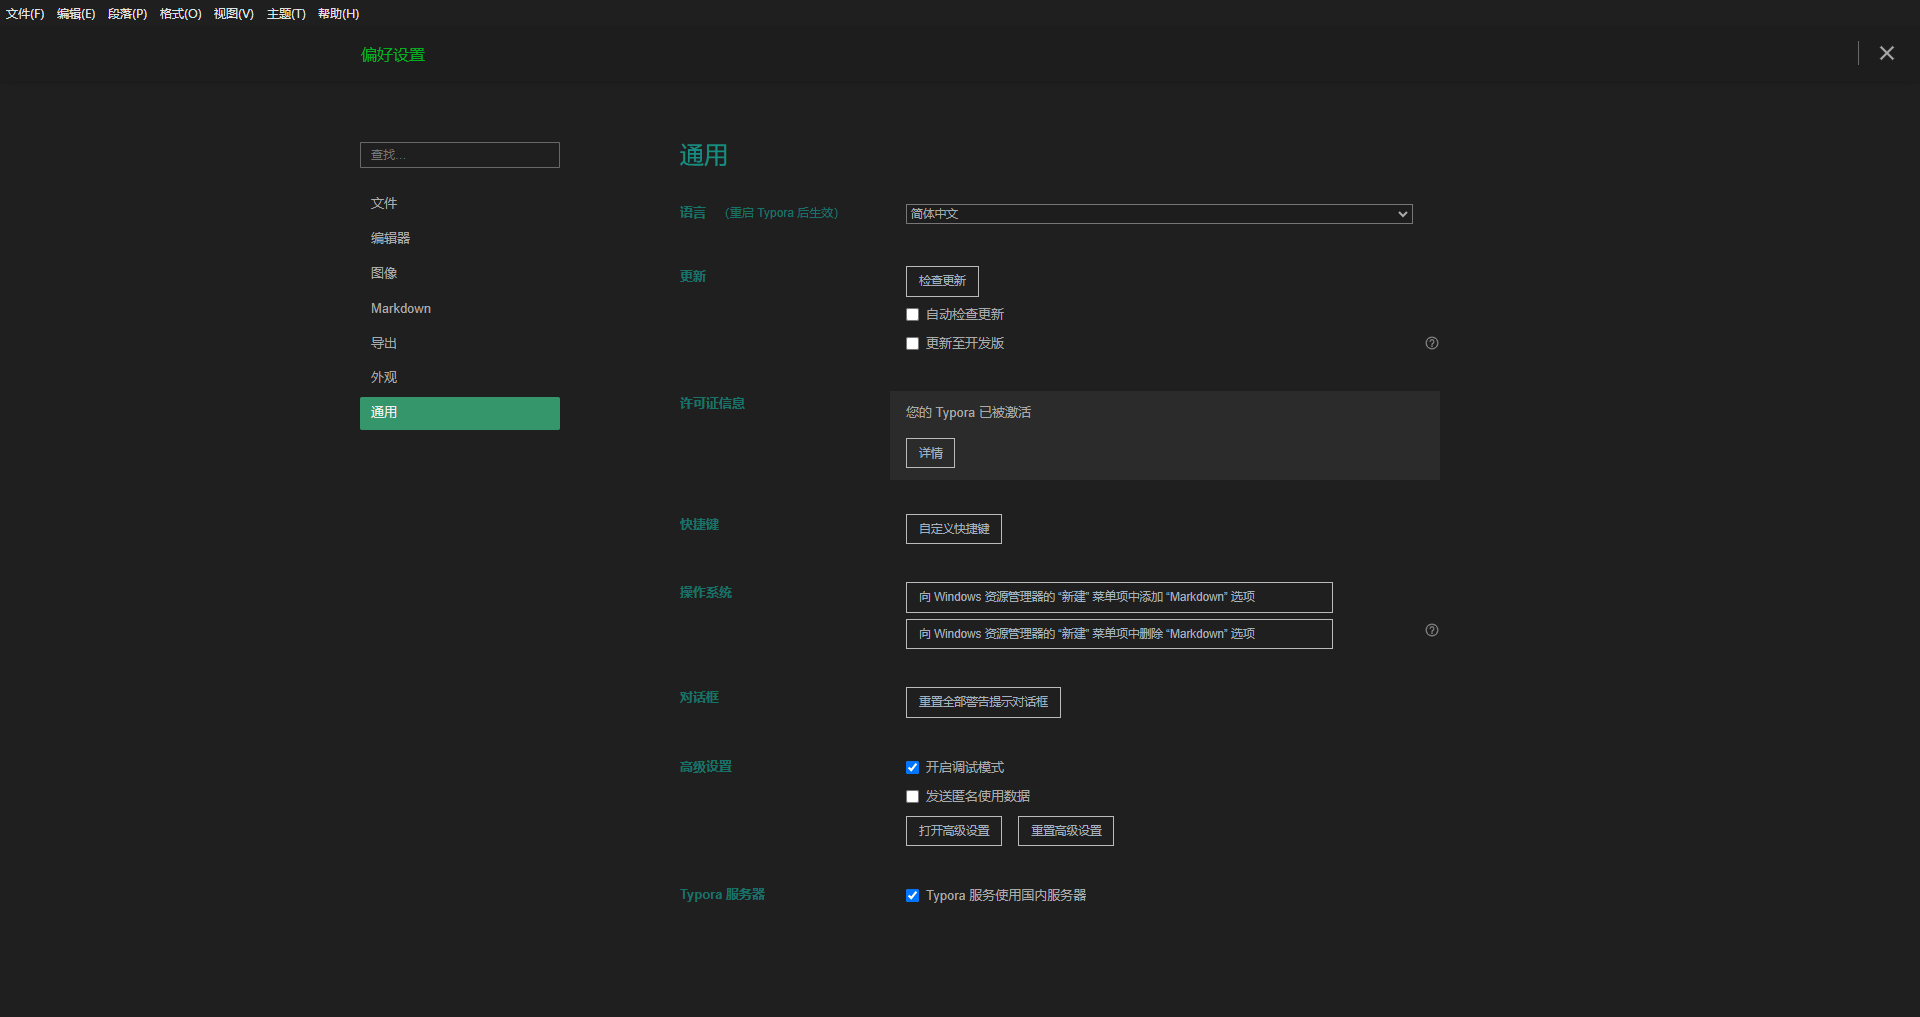 文件(F) 编辑(E) 段落(P) 格式(O) 视图(V) 主题(T) 帮助(H)
偏好设置
查找...
文件
编辑器
图像
Markdown
导出
外观
通用
通用
语言 (重启 Typora 后生效) 简体中文
更新 检查更新
自动检查更新
更新至开发版
许可证信息 您的 Typora 已被激活
详情
快捷键 自定义快捷键
操作系统 向 Windows 资源管理器的 “新建” 菜单项中添加 “Markdown” 选项
向 Windows 资源管理器的 “新建” 菜单项中删除 “Markdown” 选项
对话框 重置全部警告提示对话框
高级设置 开启调试模式
发送匿名使用数据
打开高级设置 重置高级设置
Typora 服务器 Typora 服务使用国内服务器